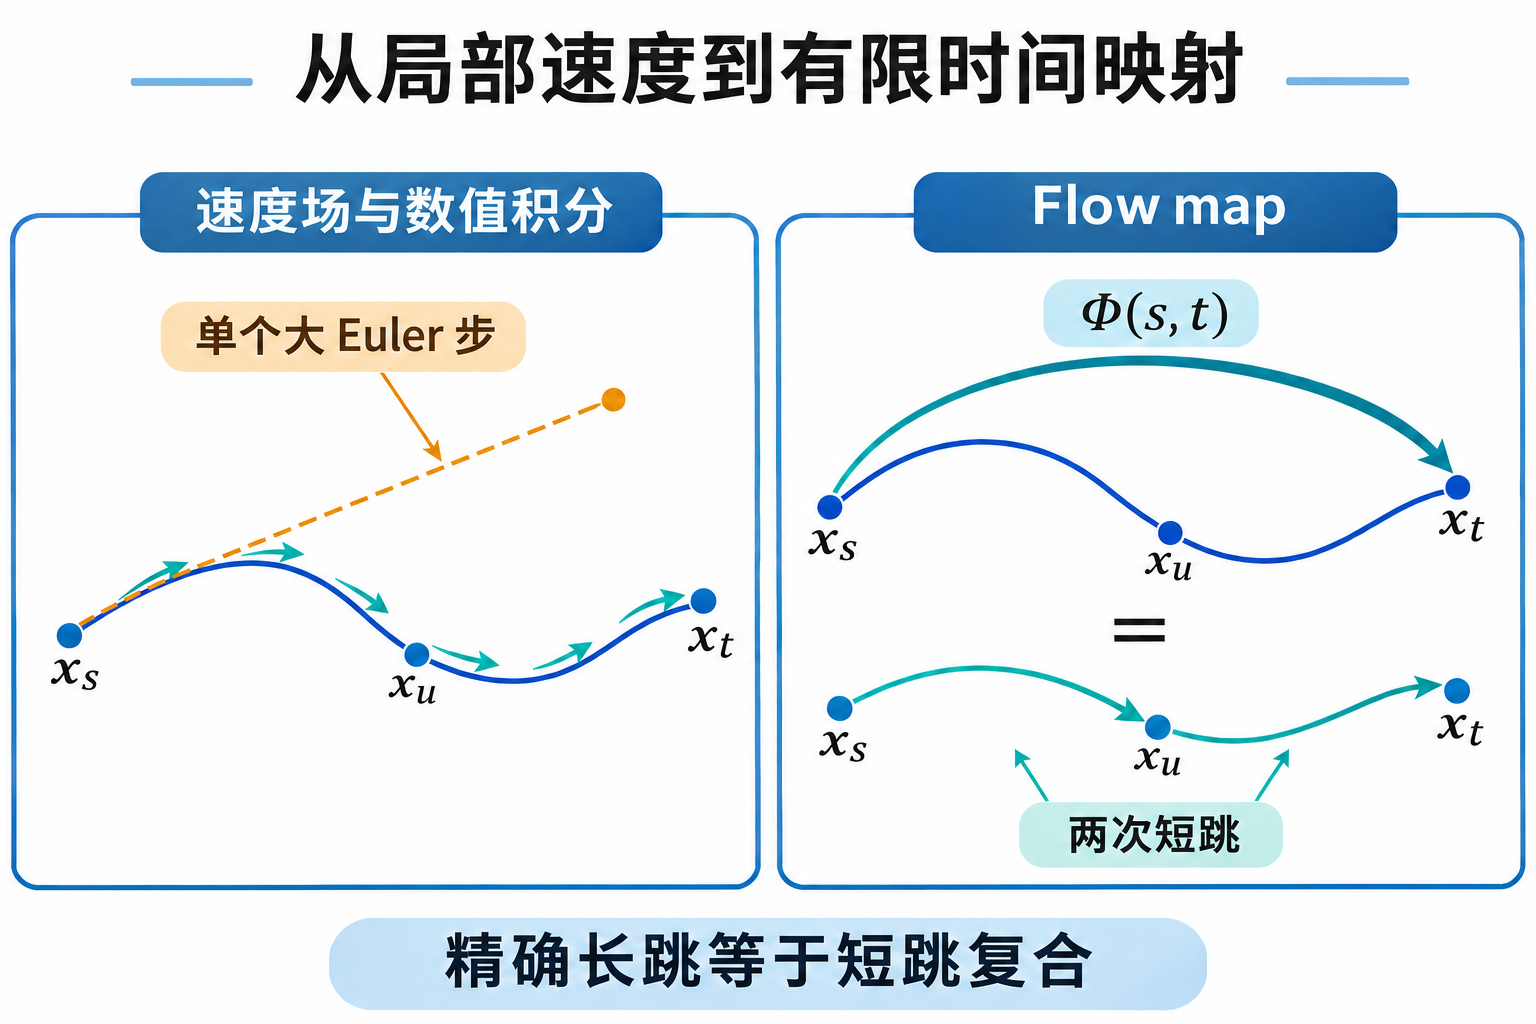 从局部速度到有限时间映射
速度场与数值积分
单个大 Euler 步
x_s
x_u
x_t
Flow map
Φ(s, t)
x_s
x_u
x_t
=
x_s
x_u
x_t
两次短跳
精确长跳等于短跳复合